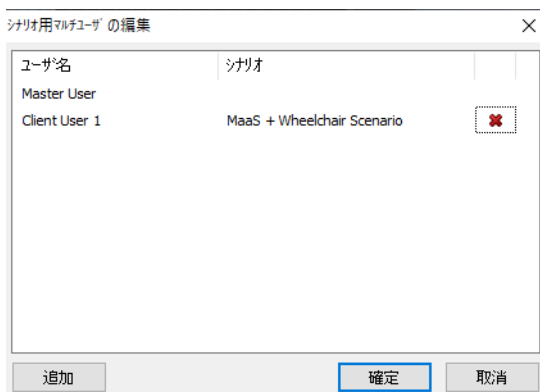 ｼﾅﾘｵ用ﾏﾙﾁﾕｰｻﾞの編集
ユーザ名 シナリオ
Master User
Client User 1 MaaS + Wheelchair Scenario
追加 確定 取消